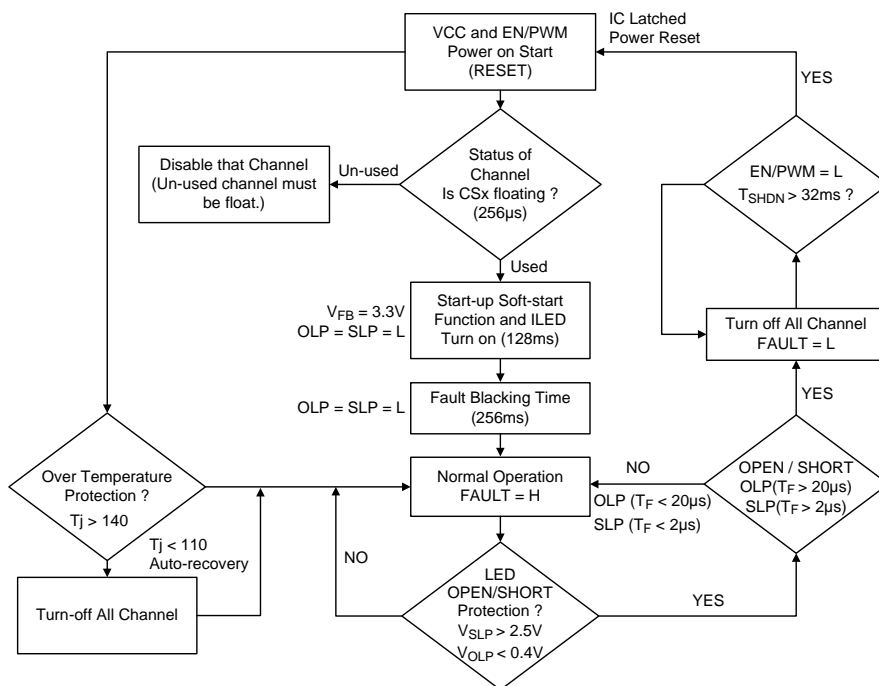 IC Latched
Power Reset
VCC and EN/PWM
Power on Start
(RESET)
YES
Status of
Channel
Is CSx floating ?
(256µs)
Un-used
Disable that Channel
(Un-used channel must
be float.)
EN/PWM = L
TSHDN > 32ms ?
Used
VFB = 3.3V
OLP = SLP = L
Start-up Soft-start
Function and ILED
Turn on (128ms)
Turn off All Channel
FAULT = L
OLP = SLP = L
Fault Blacking Time
(256ms)
YES
Over Temperature
Protection ?
Tj > 140
Normal Operation
FAULT = H
NO
OLP (TF < 20µs)
SLP (TF < 2µs)
OPEN / SHORT
OLP(TF > 20µs)
SLP(TF > 2µs)
Tj < 110
Auto-recovery
NO
Turn-off All Channel
LED
OPEN/SHORT
Protection ?
VSLP > 2.5V
VOLP < 0.4V
YES